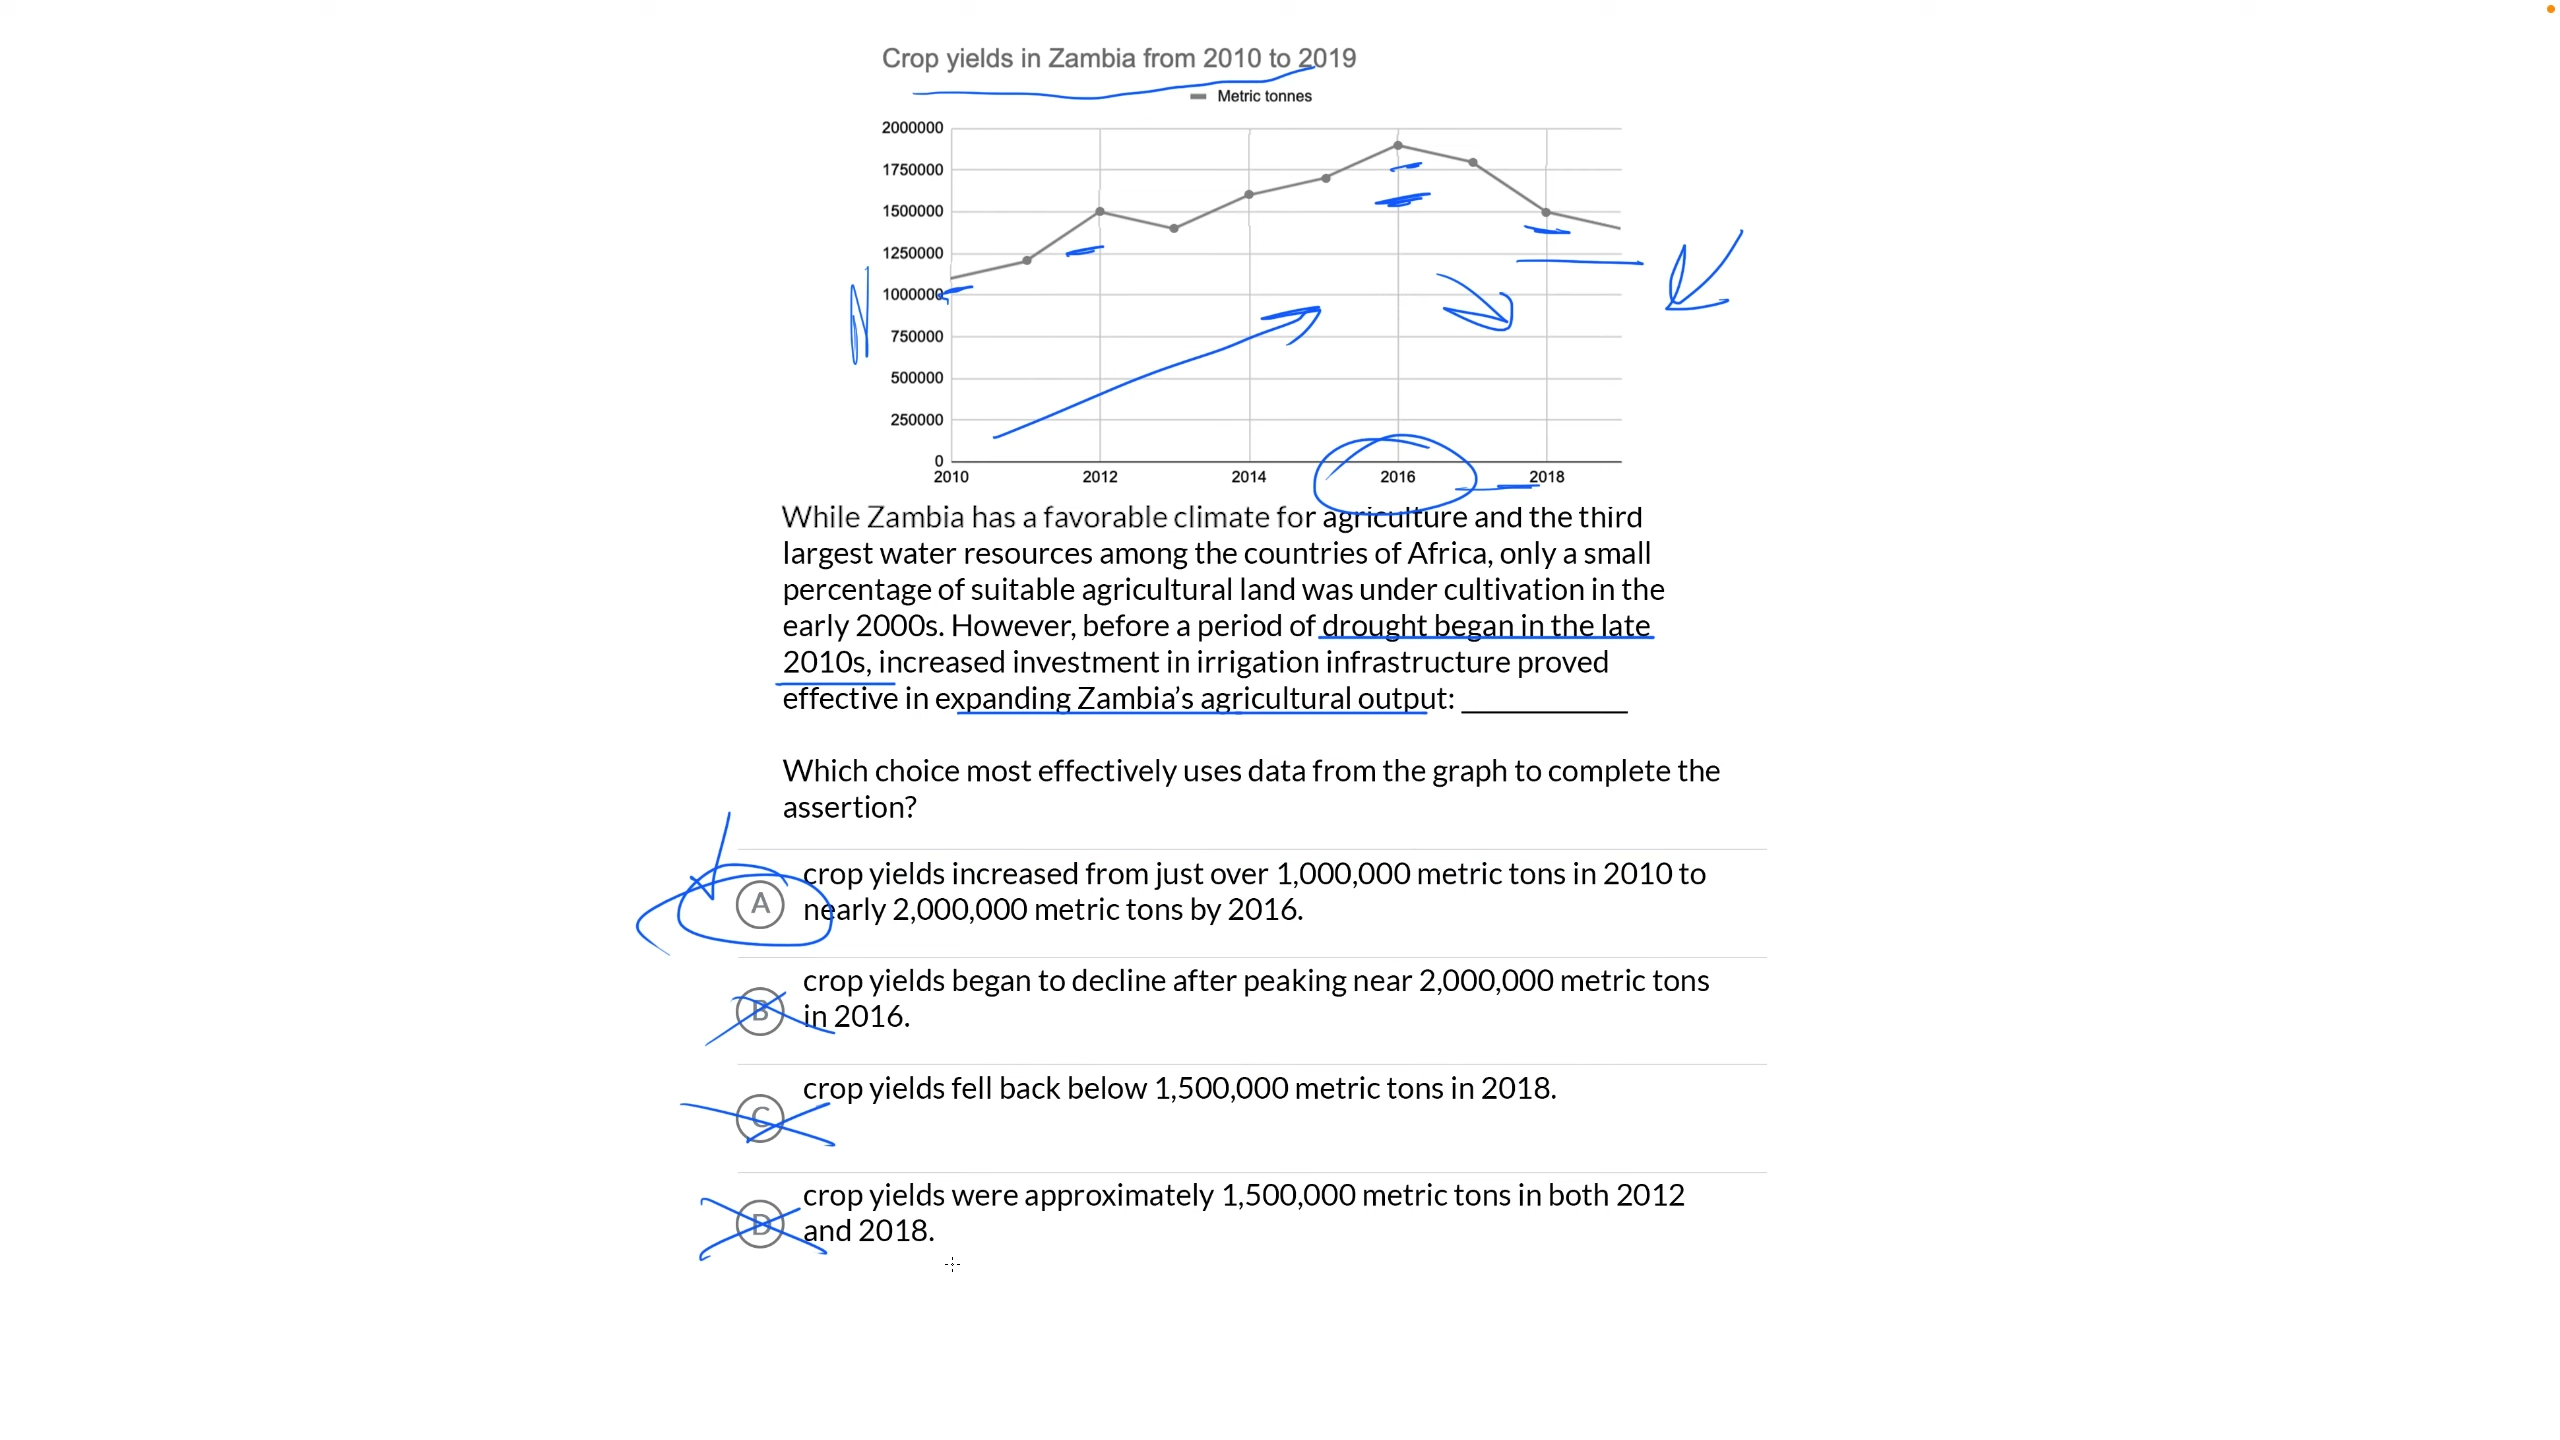 Crop yields in Zambia from 2010 to 2019
Metric tonnes
2000000
1750000
1500000
1250000
1000000
750000
500000
250000
0
2010 2012 2014 2016 2018
While Zambia has a favorable climate for agriculture and the third
largest water resources among the countries of Africa, only a small
percentage of suitable agricultural land was under cultivation in the
early 2000s. However, before a period of drought began in the late
2010s, increased investment in irrigation infrastructure proved
effective in expanding Zambia’s agricultural output: ___________
Which choice most effectively uses data from the graph to complete the
assertion?
A crop yields increased from just over 1,000,000 metric tons in 2010 to
nearly 2,000,000 metric tons by 2016.
B crop yields began to decline after peaking near 2,000,000 metric tons
in 2016.
C crop yields fell back below 1,500,000 metric tons in 2018.
D crop yields were approximately 1,500,000 metric tons in both 2012
and 2018.